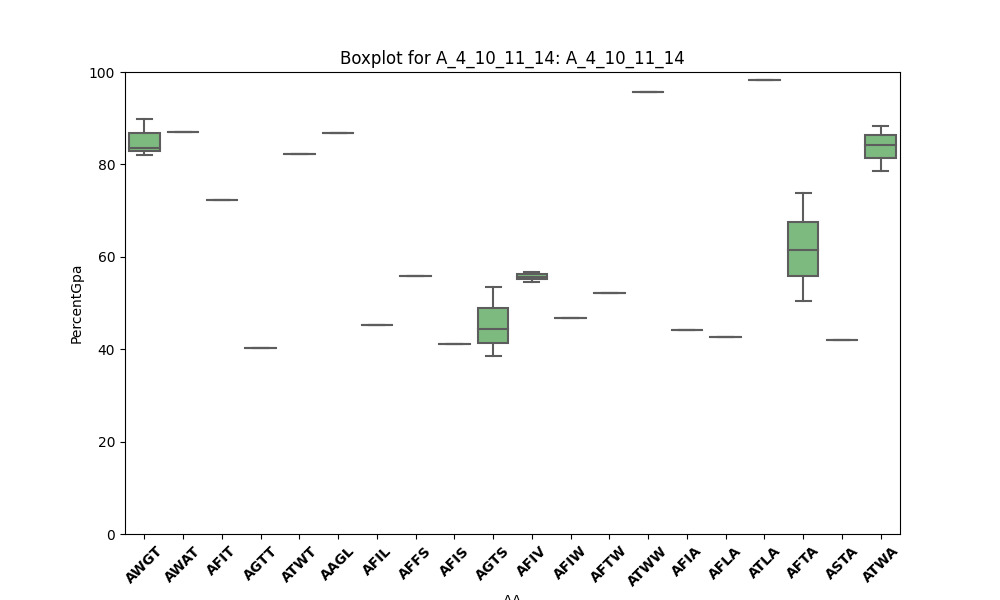 Boxplot for A_4_10_11_14: A_4_10_11_14
100
80
60
40
20
0
PercentGpa
AWGT AWAT AFIT AGTT ATWT AAGL AFIL AFFS AFIS AGTS AFIV AFIW AFTW ATWW AFIA AFLA ATLA AFTA ASTA ATWA
AA